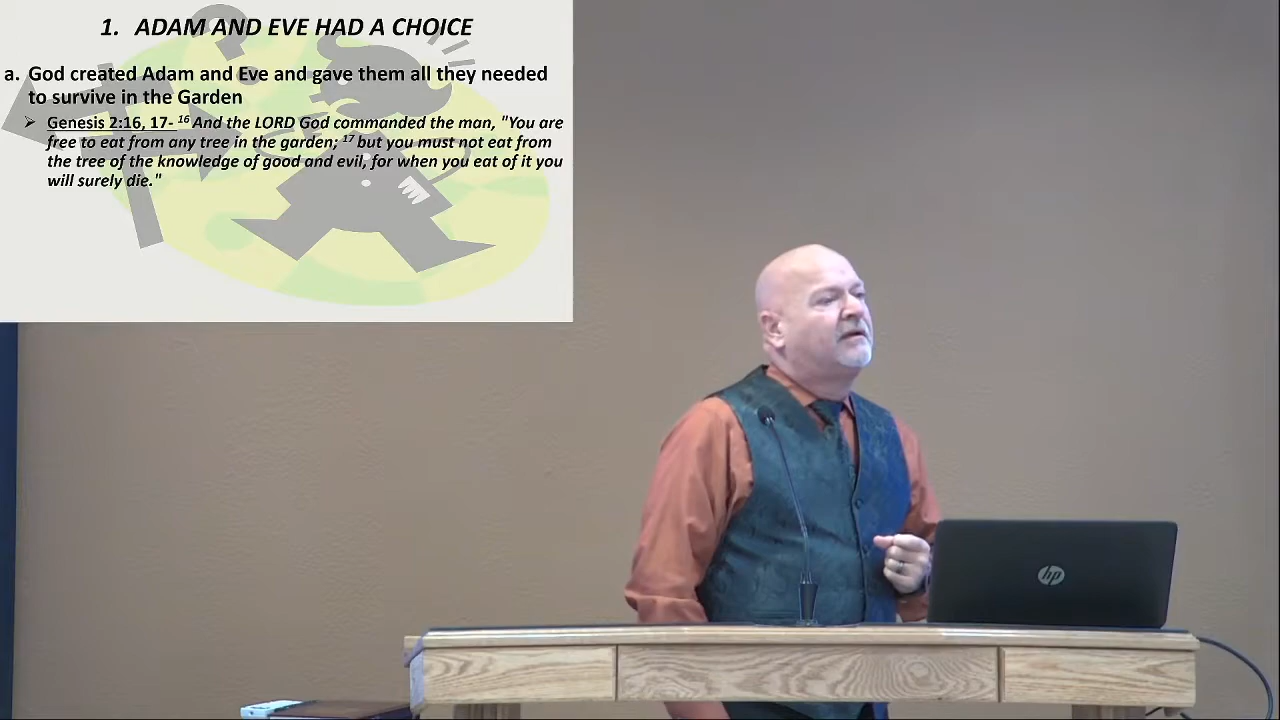 1. ADAM AND EVE HAD A CHOICE
a. God created Adam and Eve and gave them all they needed
to survive in the Garden
➢ Genesis 2:16, 17- 16 And the LORD God commanded the man, "You are
free to eat from any tree in the garden; 17 but you must not eat from
the tree of the knowledge of good and evil, for when you eat of it you
will surely die."
hp